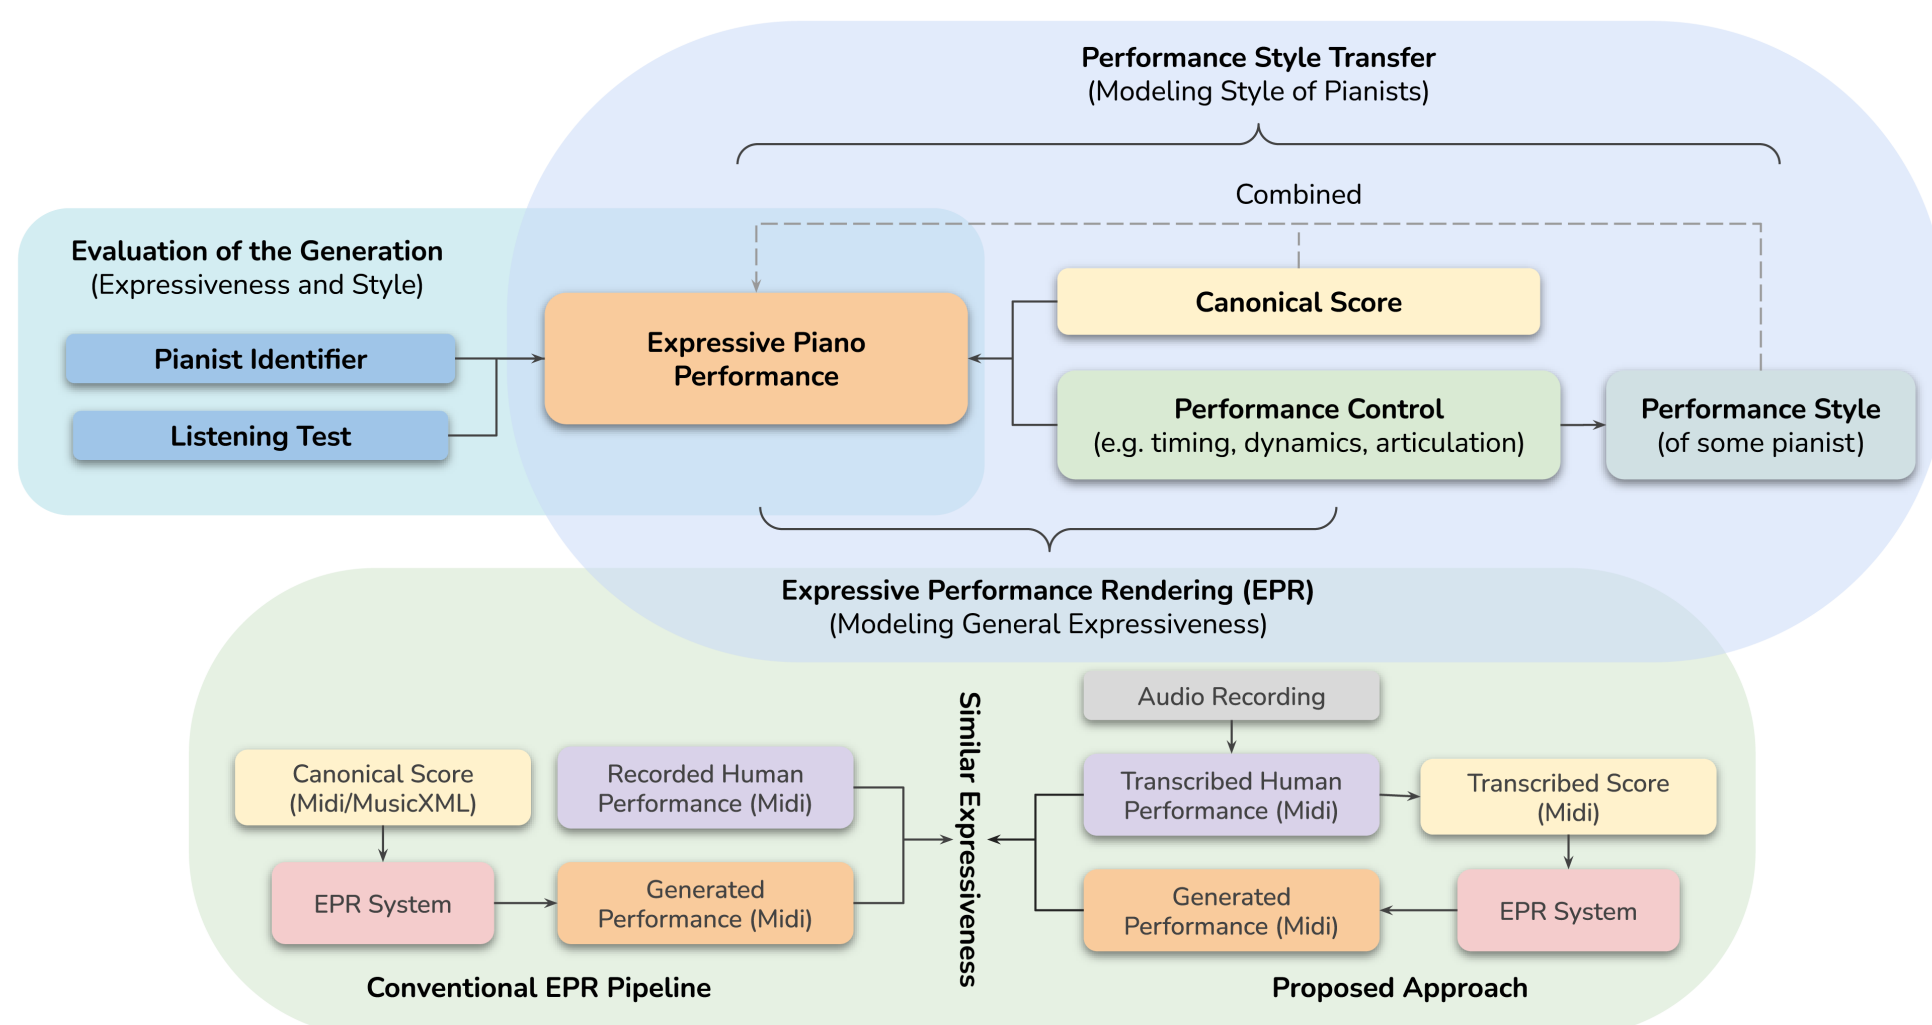 Performance Style Transfer
(Modeling Style of Pianists)
Combined
Evaluation of the Generation
(Expressiveness and Style)
Pianist Identifier
Listening Test
Expressive Piano
Performance
Canonical Score
Performance Control
(e.g. timing, dynamics, articulation)
Performance Style
(of some pianist)
Expressive Performance Rendering (EPR)
(Modeling General Expressiveness)
Canonical Score
(Midi/MusicXML)
EPR System
Recorded Human
Performance (Midi)
Generated
Performance (Midi)
Conventional EPR Pipeline
Similar Expressiveness
Audio Recording
Transcribed Human
Performance (Midi)
Transcribed Score
(Midi)
Generated
Performance (Midi)
EPR System
Proposed Approach